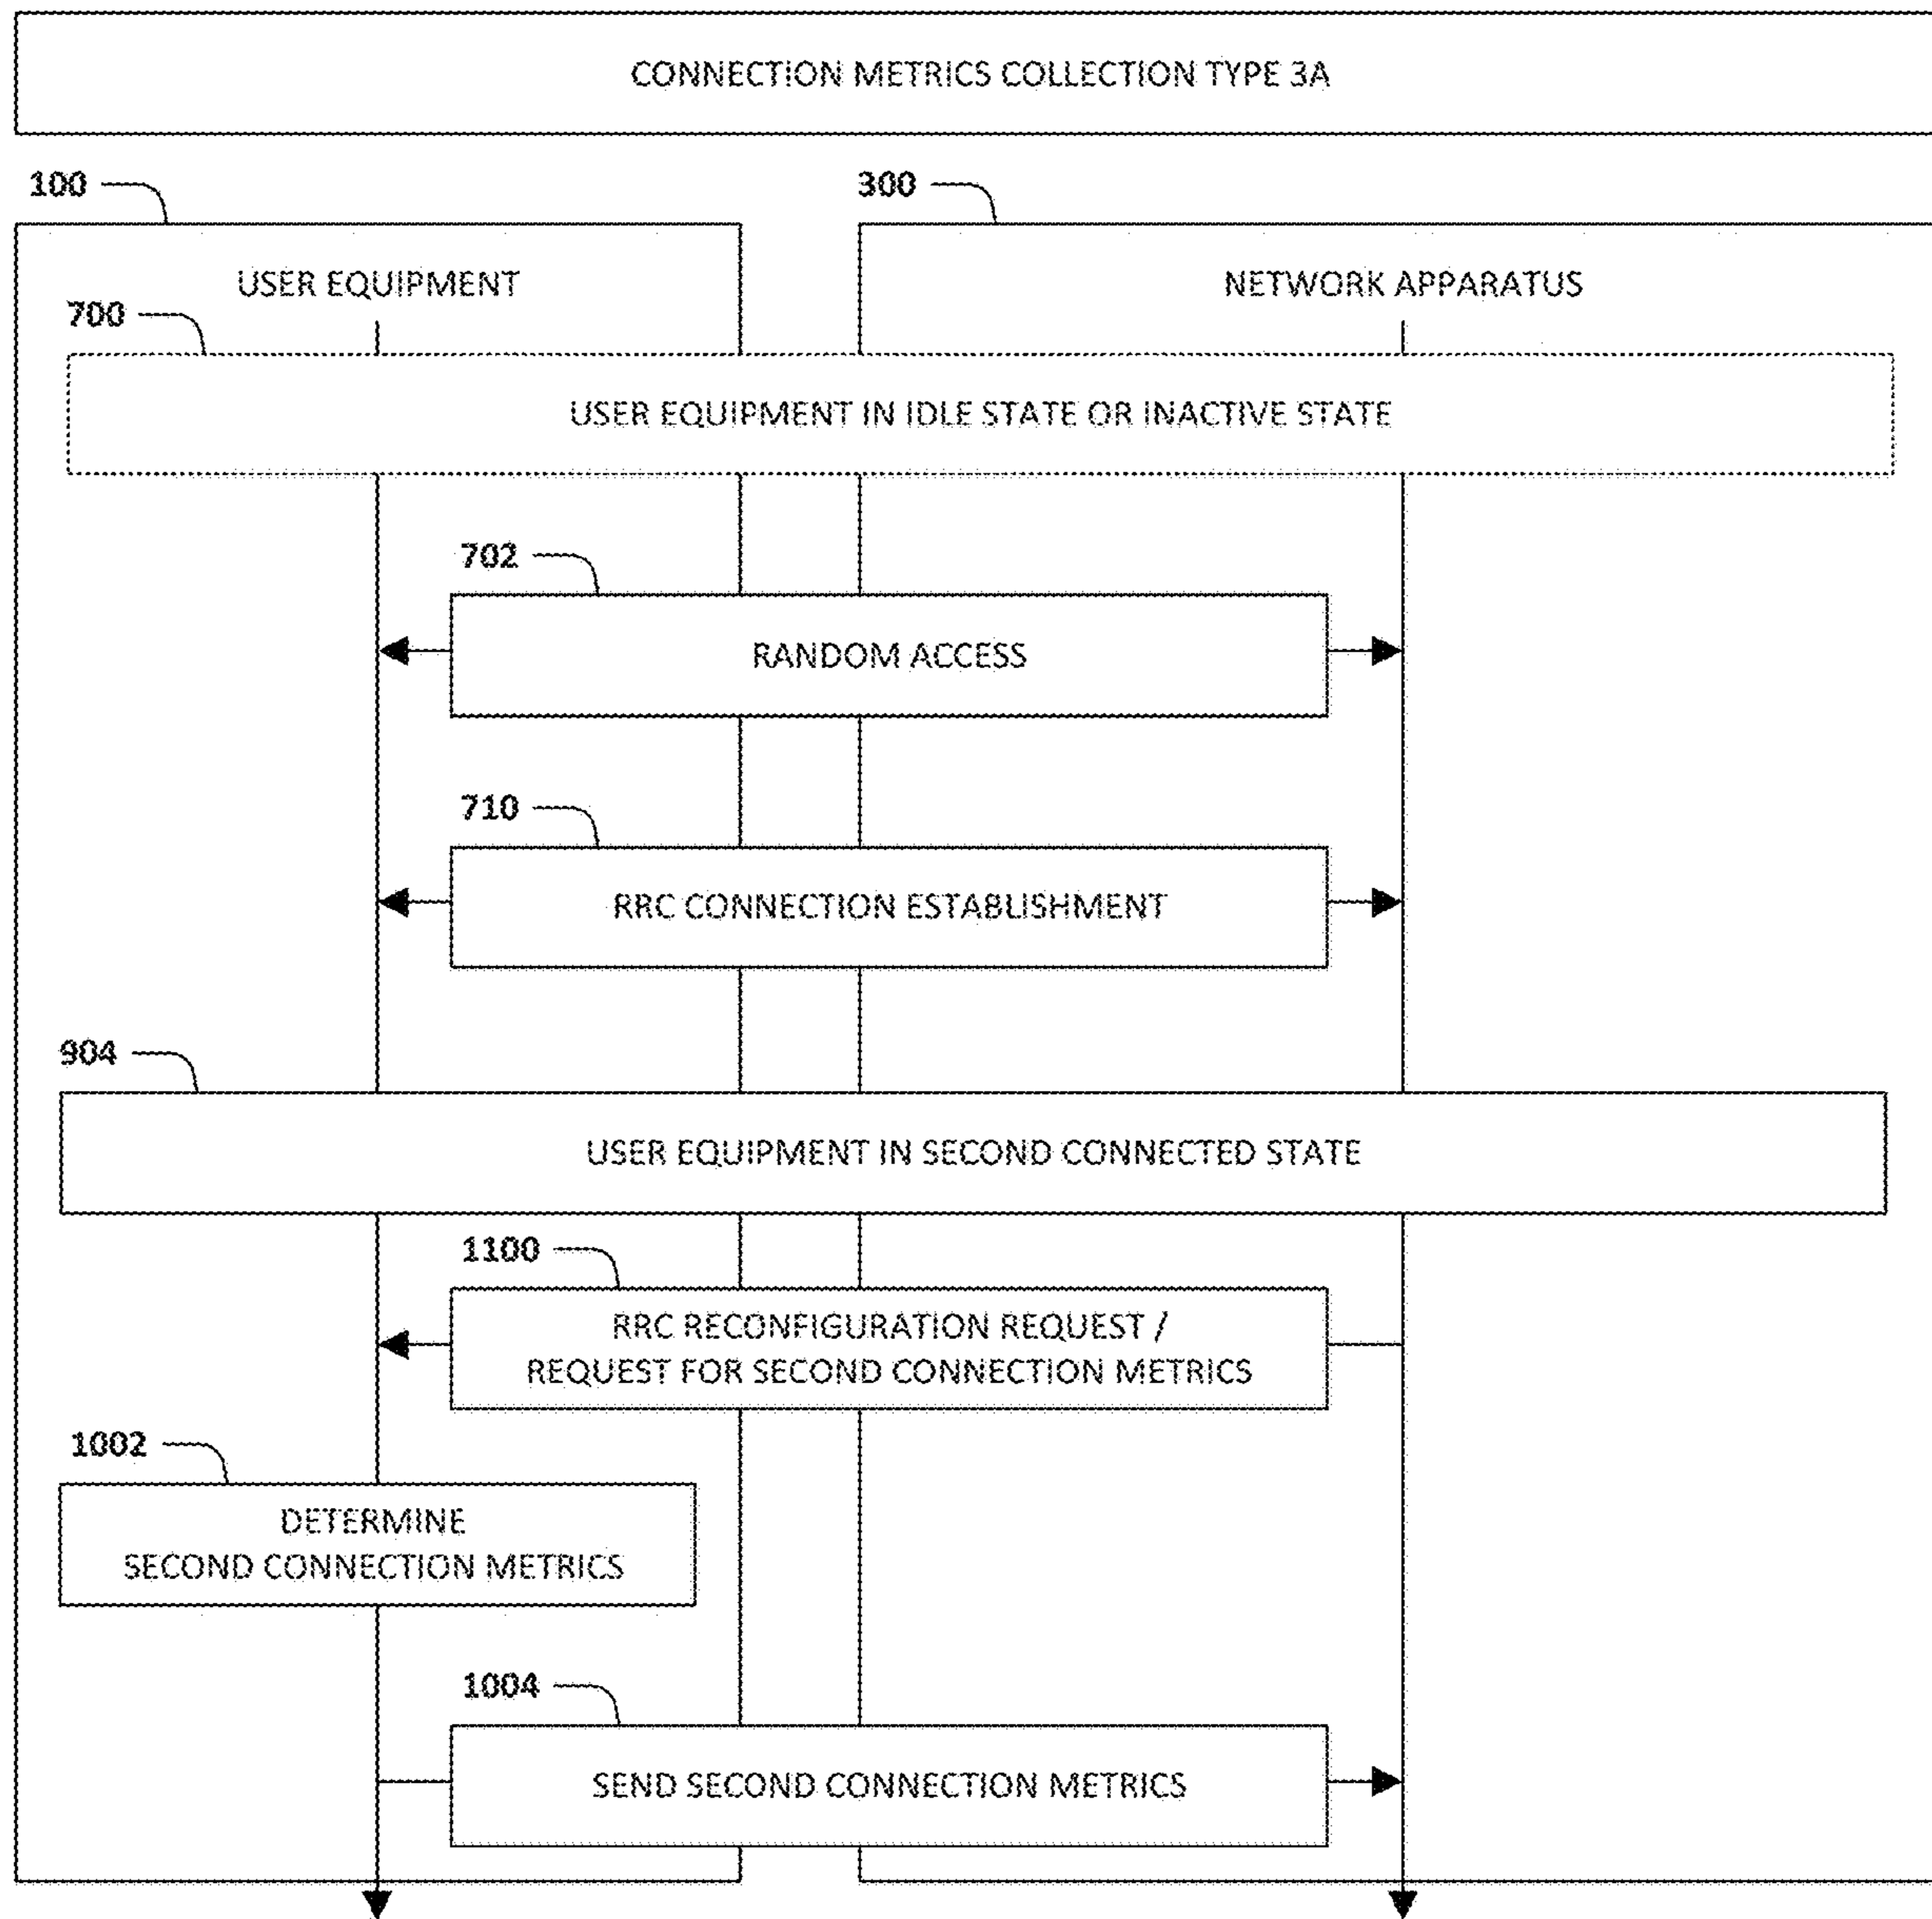 CONNECTION METRICS COLLECTION TYPE 3A
100
300
USER EQUIPMENT
NETWORK APPARATUS
700
USER EQUIPMENT IN IDLE STATE OR INACTIVE STATE
702
RANDOM ACCESS
710
RRC CONNECTION ESTABLISHMENT
904
USER EQUIPMENT IN SECOND CONNECTED STATE
1100
RRC RECONFIGURATION REQUEST /
REQUEST FOR SECOND CONNECTION METRICS
1002
DETERMINE
SECOND CONNECTION METRICS
1004
SEND SECOND CONNECTION METRICS